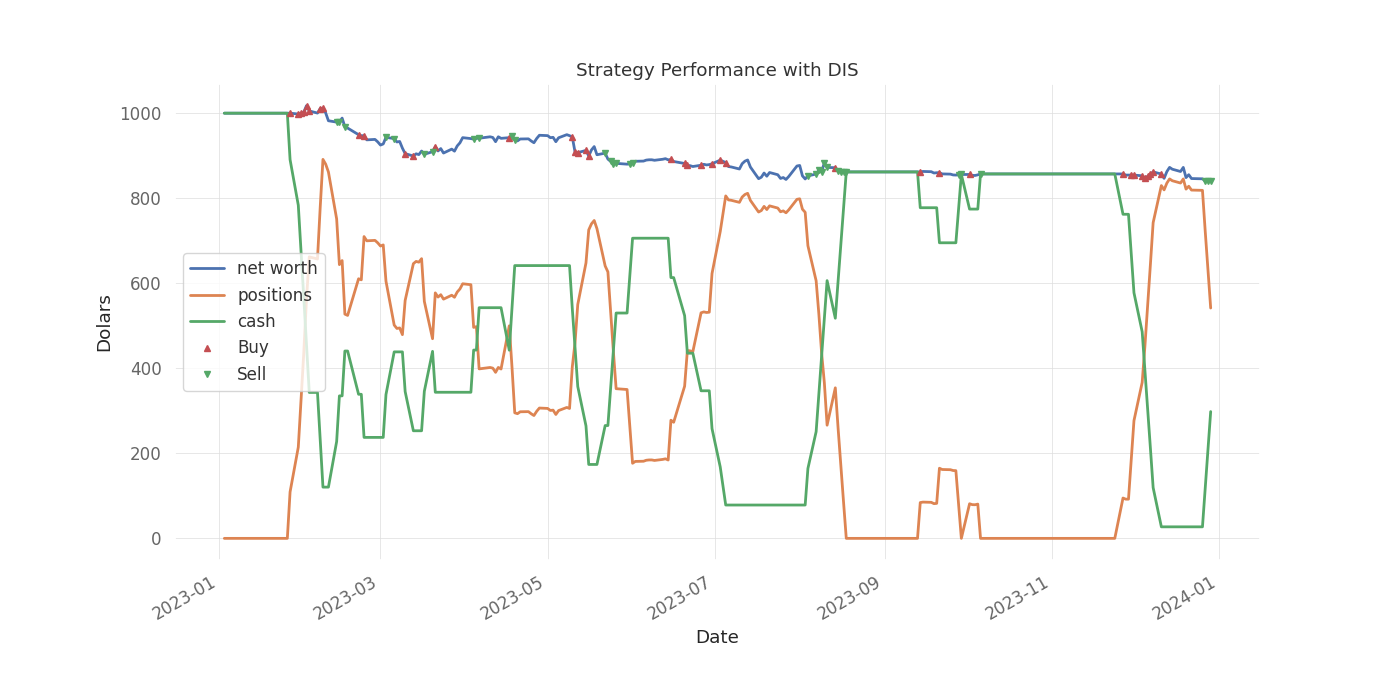 Strategy Performance with DIS
1000
800
600
400
200
0
Dolars
net worth
positions
cash
Buy
Sell
2023-01
2023-03
2023-05
2023-07
2023-09
2023-11
2024-01
Date